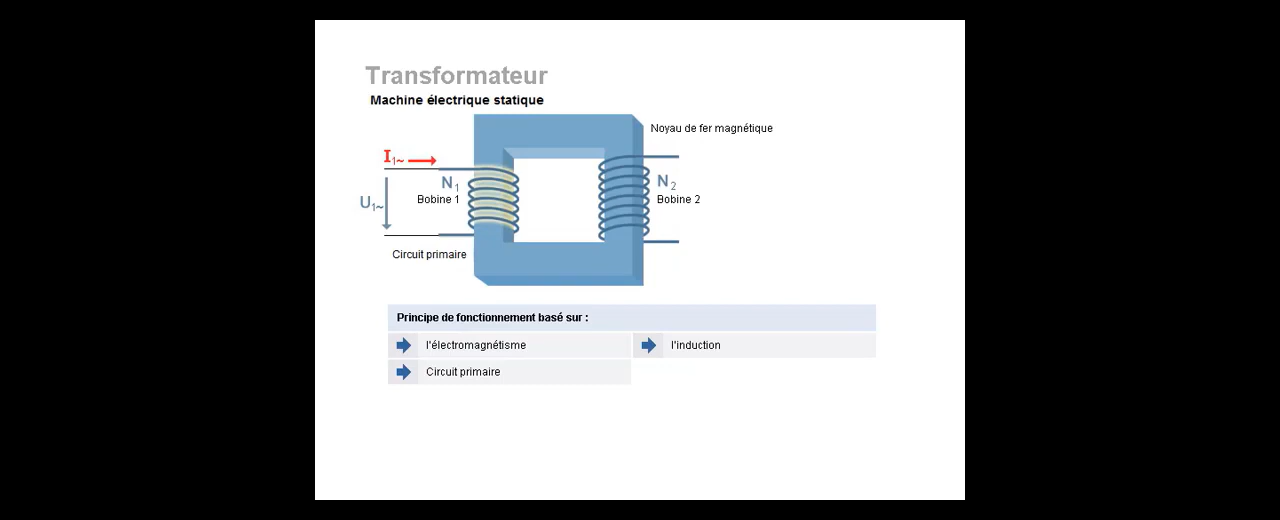 Transformateur
Machine électrique statique
Noyau de fer magnétique
I1~
N1
N2
U1~
Bobine 1
Bobine 2
Circuit primaire
Principe de fonctionnement basé sur :
l'électromagnétisme
l'induction
Circuit primaire